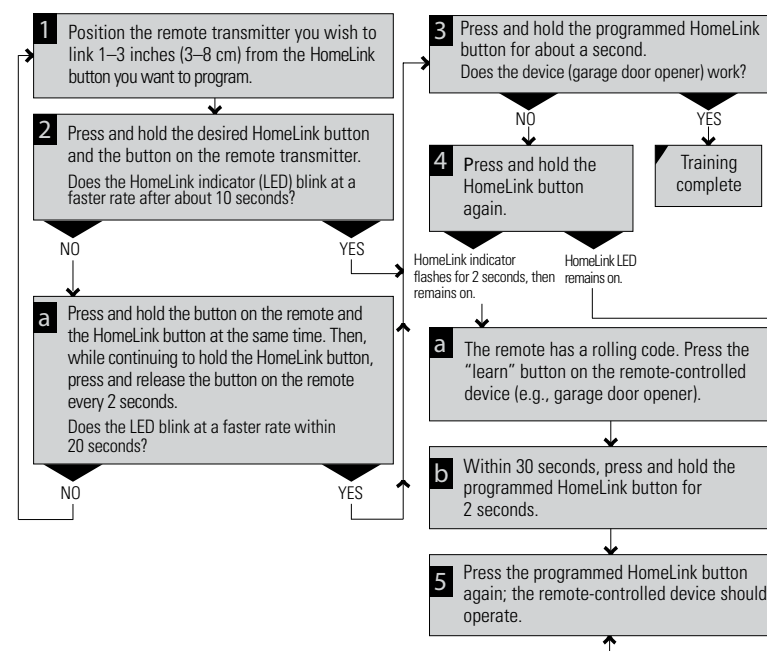 1
Position the remote transmitter you wish to
link 1–3 inches (3–8 cm) from the HomeLink
button you want to program.
2
Press and hold the desired HomeLink button
and the button on the remote transmitter.
Does the HomeLink indicator (LED) blink at a
faster rate after about 10 seconds?
NO
YES
a
Press and hold the button on the remote and
the HomeLink button at the same time. Then,
while continuing to hold the HomeLink button,
press and release the button on the remote
every 2 seconds.
Does the LED blink at a faster rate within
20 seconds?
NO
YES
3
Press and hold the programmed HomeLink
button for about a second.
Does the device (garage door opener) work?
NO
YES
4
Press and hold the
HomeLink button
again.
Training
complete
HomeLink indicator
flashes for 2 seconds, then
remains on.
HomeLink LED
remains on.
a
The remote has a rolling code. Press the
“learn” button on the remote-controlled
device (e.g., garage door opener).
b
Within 30 seconds, press and hold the
programmed HomeLink button for
2 seconds.
5
Press the programmed HomeLink button
again; the remote-controlled device should
operate.